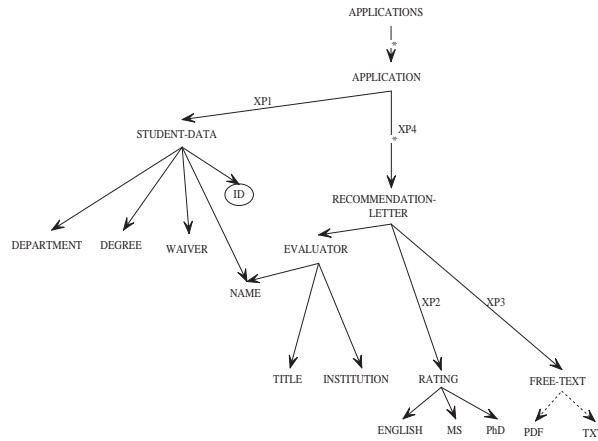 APPLICATIONS
*
APPLICATION
XP1
XP4
*
STUDENT-DATA
ID
RECOMMENDATION-
LETTER
DEPARTMENT DEGREE WAIVER EVALUATOR
NAME
XP2 XP3
TITLE INSTITUTION RATING FREE-TEXT
ENGLISH MS PhD PDF